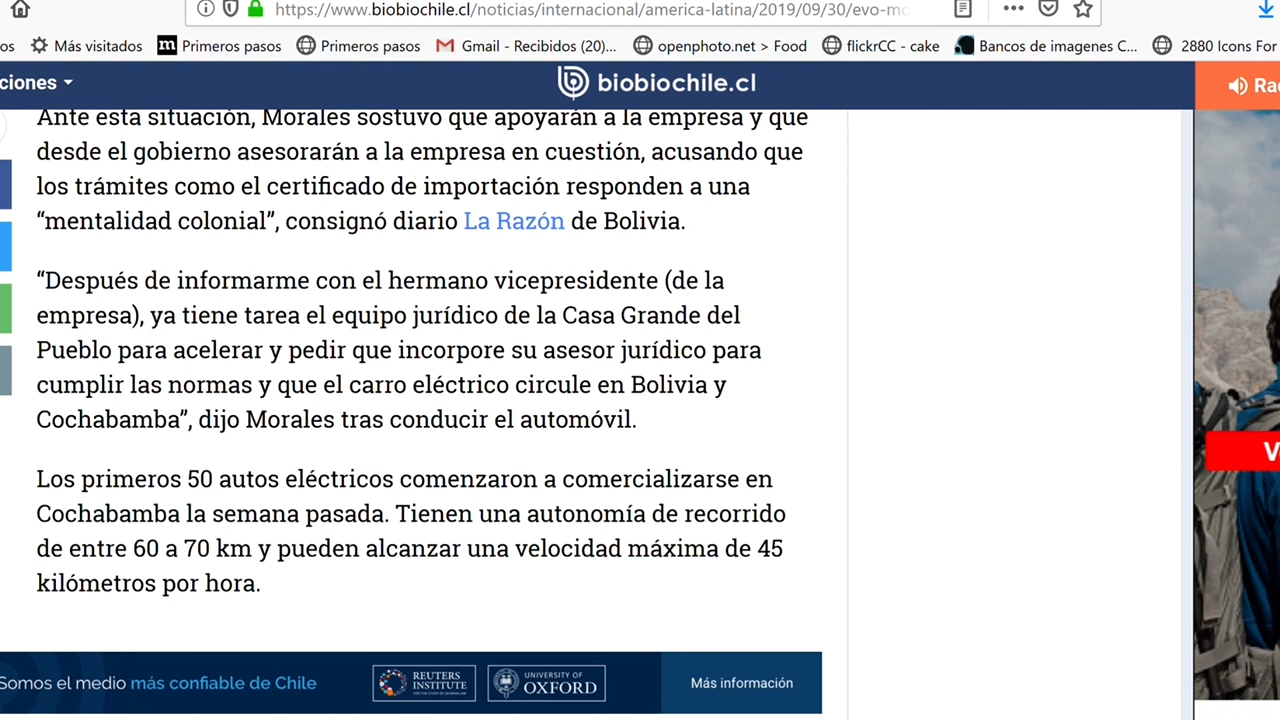 https://www.biobiochile.cl/noticias/internacional/america-latina/2019/09/30/evo-mo
os Más visitados Primeros pasos Primeros pasos Gmail - Recibidos (20)... openphoto.net > Food flickrCC - cake Bancos de imagenes C... 2880 Icons For
ciones biobiochile.cl
Ante esta situación, Morales sostuvo que apoyarán a la empresa y que
desde el gobierno asesorarán a la empresa en cuestión, acusando que
los trámites como el certificado de importación responden a una
“mentalidad colonial”, consignó diario La Razón de Bolivia.
“Después de informarme con el hermano vicepresidente (de la
empresa), ya tiene tarea el equipo jurídico de la Casa Grande del
Pueblo para acelerar y pedir que incorpore su asesor jurídico para
cumplir las normas y que el carro eléctrico circule en Bolivia y
Cochabamba”, dijo Morales tras conducir el automóvil.
Los primeros 50 autos eléctricos comenzaron a comercializarse en
Cochabamba la semana pasada. Tienen una autonomía de recorrido
de entre 60 a 70 km y pueden alcanzar una velocidad máxima de 45
kilómetros por hora.
Somos el medio más confiable de Chile
REUTERS
INSTITUTE
UNIVERSITY OF
OXFORD
Más información